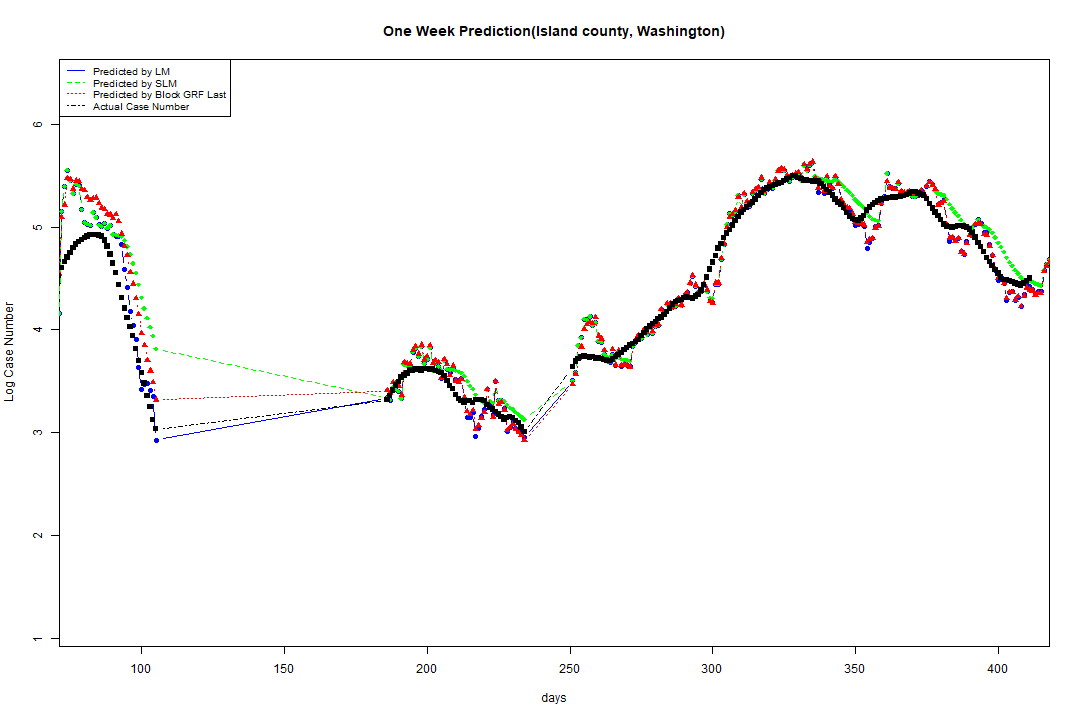 One Week Prediction(Island county, Washington)
Predicted by LM
Predicted by SLM
Predicted by Block GRF Last
Actual Case Number
6
5
4
3
2
1
Log Case Number
100 150 200 250 300 350 400
days